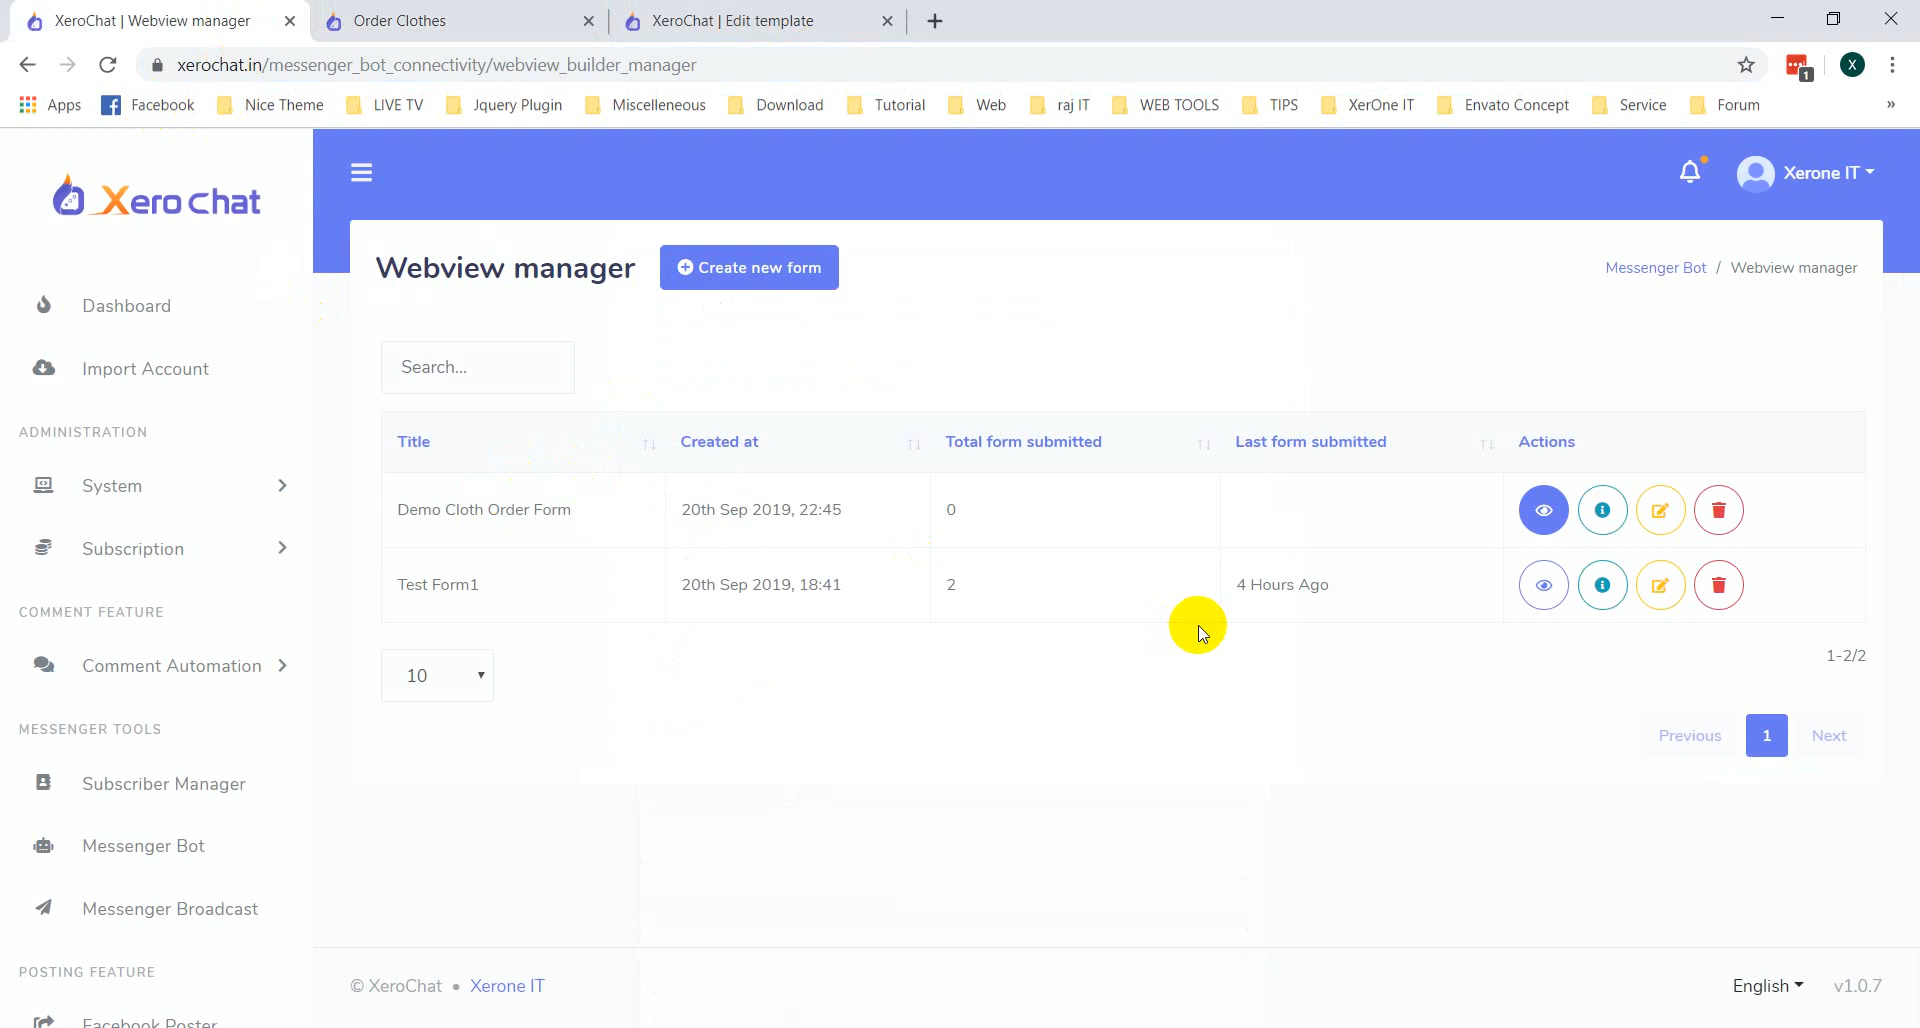 XeroChat | Webview manager
Order Clothes
XeroChat | Edit template
xerochat.in/messenger_bot_connectivity/webview_builder_manager
1
X
Apps
Facebook
Nice Theme
LIVE TV
Jquery Plugin
Miscelleneous
Download
Tutorial
Web
raj IT
WEB TOOLS
TIPS
XerOne IT
Envato Concept
Service
Forum
»
Xero chat
Xerone IT
Webview manager
Create new form
Messenger Bot / Webview manager
Dashboard
Import Account
ADMINISTRATION
System
Subscription
COMMENT FEATURE
Comment Automation
MESSENGER TOOLS
Subscriber Manager
Messenger Bot
Messenger Broadcast
POSTING FEATURE
Facebook Poster
Search...
Title Created at Total form submitted Last form submitted Actions
Demo Cloth Order Form 20th Sep 2019, 22:45 0
Test Form1 20th Sep 2019, 18:41 2 4 Hours Ago
10
1-2/2
Previous 1 Next
© XeroChat • Xerone IT
English v1.0.7